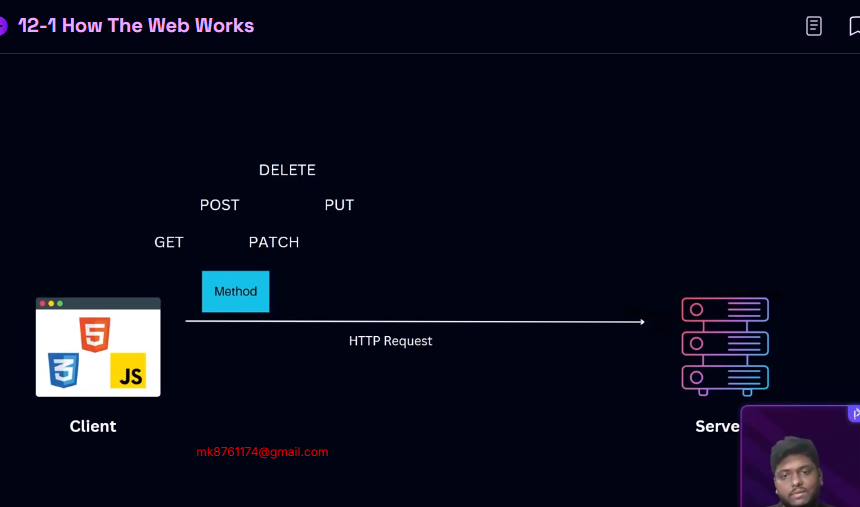 12-1 How The Web Works
DELETE
POST PUT
GET PATCH
Method
HTTP Request
5
3 JS
Client
Serve
mk8761174@gmail.com